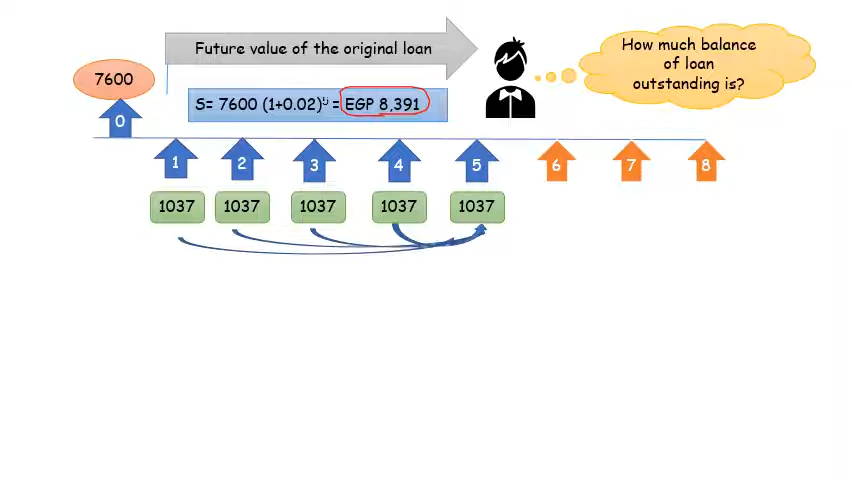 Future value of the original loan
How much balance
of loan
outstanding is?
7600
S= 7600 (1+0.02)⁵ = EGP 8,391
0
1 2 3 4 5 6 7 8
1037 1037 1037 1037 1037